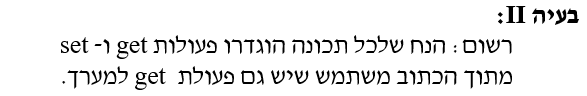 בעיה II:
רשום: הנח שלכל תכונה הוגדרו פעולות get ו- set
מתוך הכתוב משתמש שיש גם פעולת get למערך.